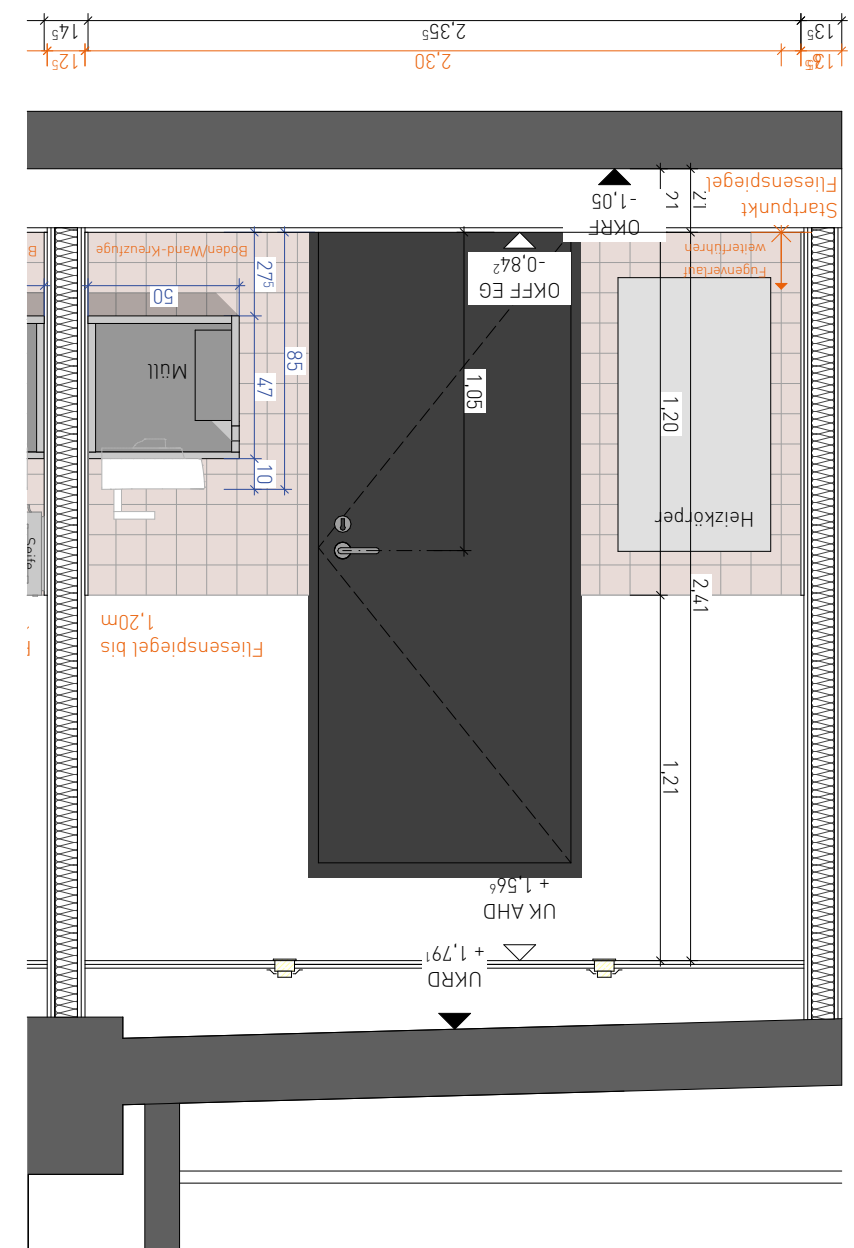 UKRD
+ 1,79¹
UK AHD
+ 1,56⁶
1,21
2,41
Fliesenspiegel bis
1,20m
Heizkörper
Seife
1,20
1,05
10
47
85
Müll
50
27⁵
Fugenverlauf
weiterführen
OKFF EG
-0,84²
Boden/Wand-Kreuzfuge
B
OKRF
-1,05
Startpunkt
Fliesenspiegel
21
21
13⁵
2,30
12⁵
13⁵
2,35⁵
14⁵